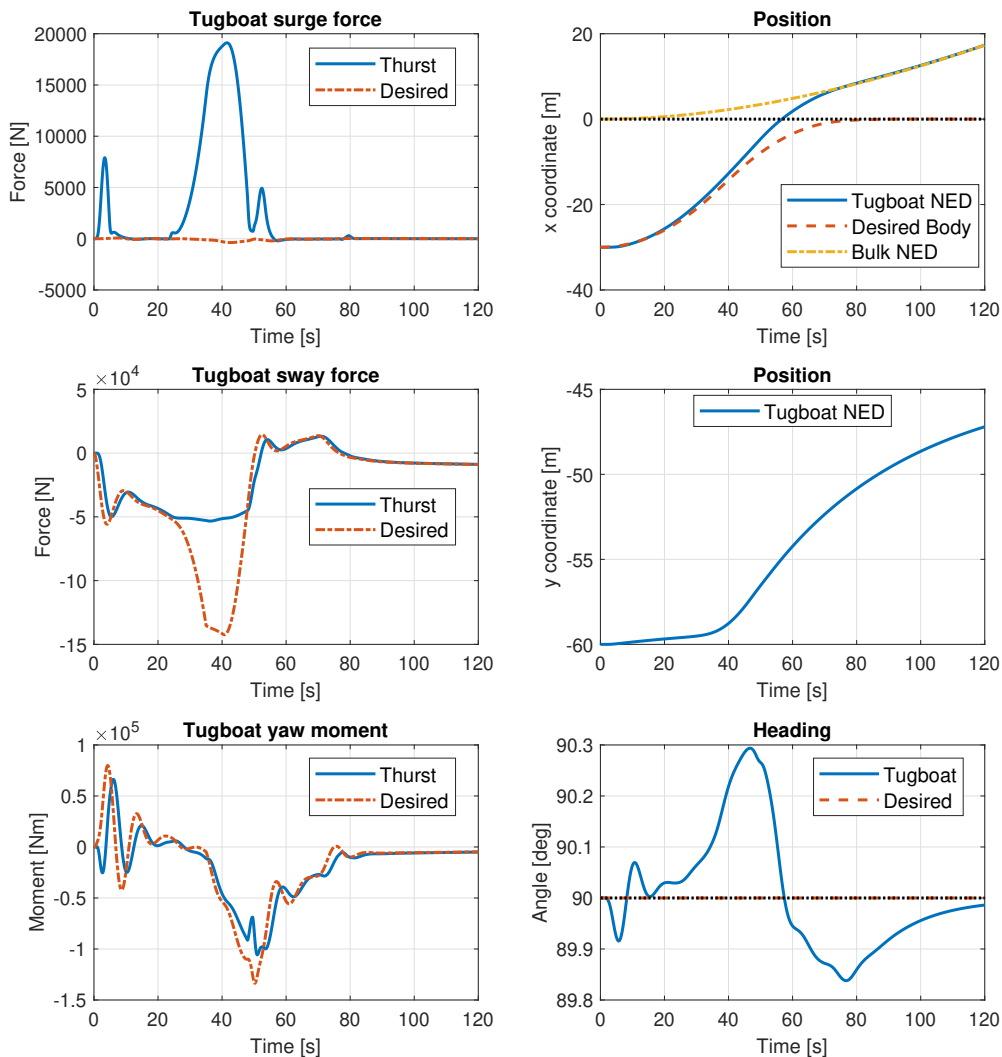 Tugboat surge force
Force [N]
20000
15000
10000
5000
0
-5000
Thurst
Desired
0 20 40 60 80 100 120
Time [s]
Position
x coordinate [m]
20
0
-20
-40
Tugboat NED
Desired Body
Bulk NED
0 20 40 60 80 100 120
Time [s]
Tugboat sway force
×10^4
Force [N]
5
0
-5
-10
-15
Thurst
Desired
0 20 40 60 80 100 120
Time [s]
Position
y coordinate [m]
-45
-50
-55
-60
Tugboat NED
0 20 40 60 80 100 120
Time [s]
Tugboat yaw moment
×10^5
Moment [Nm]
1
0.5
0
-0.5
-1
-1.5
Thurst
Desired
0 20 40 60 80 100 120
Time [s]
Heading
Angle [deg]
90.3
90.2
90.1
90
89.9
89.8
Tugboat
Desired
0 20 40 60 80 100 120
Time [s]